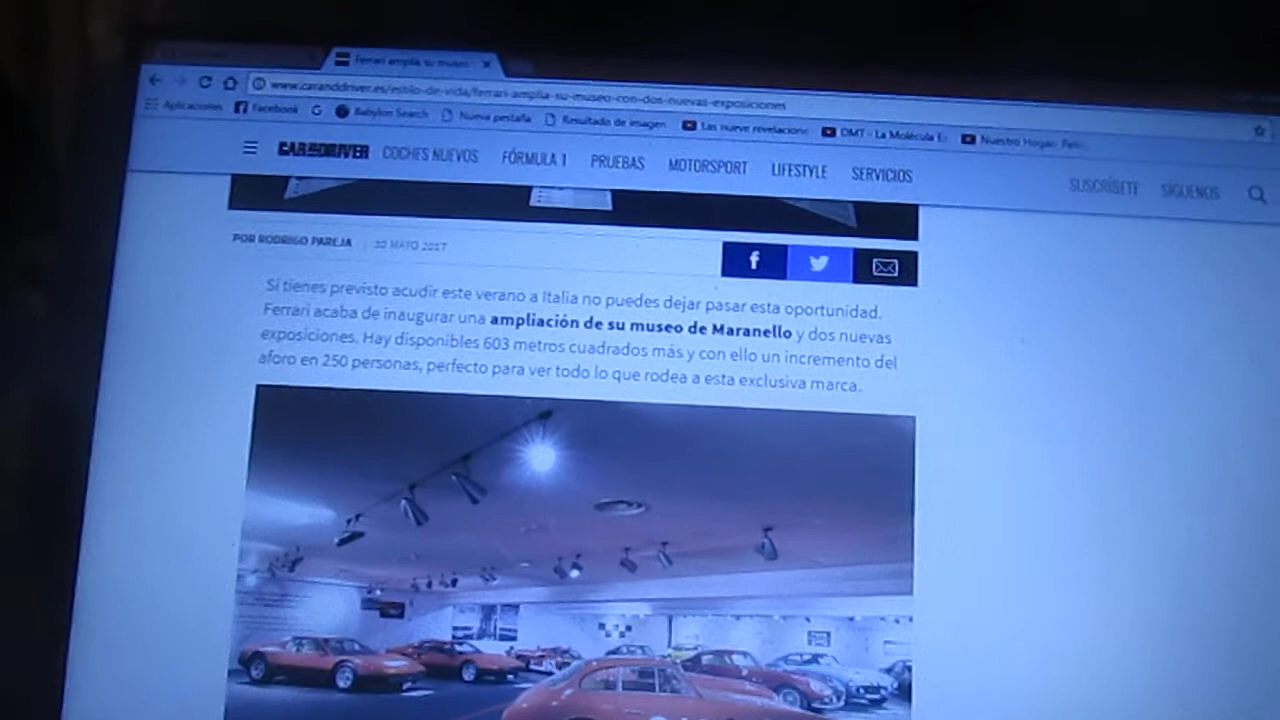 Ferrari amplía su museo
www.caranddriver.es/estilo-de-vida/ferrari-amplia-su-museo-con-dos-nuevas-exposiciones
Aplicaciones Facebook G Babylon Search Nueva pestaña Resultado de imagen Las nueve revelacione DMT - La Molécula Es Nuestro Hogar- Pelíc
CAR AND DRIVER COCHES NUEVOS FÓRMULA 1 PRUEBAS MOTORSPORT LIFESTYLE SERVICIOS SUSCRÍBETE SÍGUENOS
POR RODRIGO PAREJA | 30 MAYO 2017
Si tienes previsto acudir este verano a Italia no puedes dejar pasar esta oportunidad.
Ferrari acaba de inaugurar una ampliación de su museo de Maranello y dos nuevas
exposiciones. Hay disponibles 603 metros cuadrados más y con ello un incremento del
aforo en 250 personas, perfecto para ver todo lo que rodea a esta exclusiva marca.